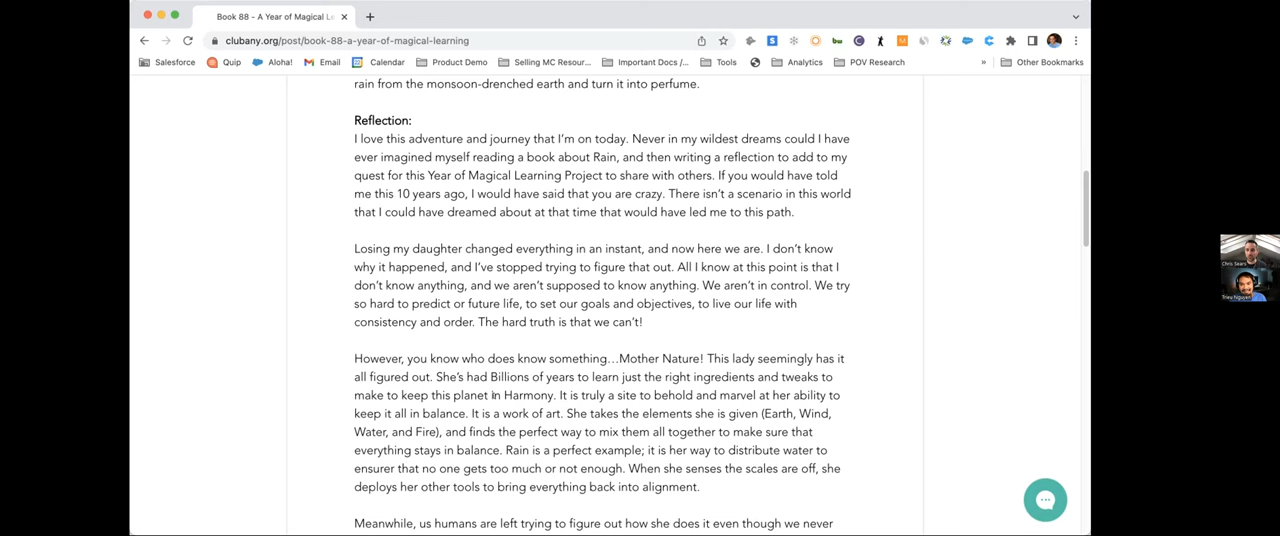 Book 88 - A Year of Magical Le
clubany.org/post/book-88-a-year-of-magical-learning
Salesforce Quip Aloha! Email Calendar Product Demo Selling MC Resour... Important Docs /... Tools Analytics POV Research » Other Bookmarks
rain from the monsoon-drenched earth and turn it into perfume.
Reflection:
I love this adventure and journey that I'm on today. Never in my wildest dreams could I have
ever imagined myself reading a book about Rain, and then writing a reflection to add to my
quest for this Year of Magical Learning Project to share with others. If you would have told
me this 10 years ago, I would have said that you are crazy. There isn't a scenario in this world
that I could have dreamed about at that time that would have led me to this path.
Losing my daughter changed everything in an instant, and now here we are. I don't know
why it happened, and I've stopped trying to figure that out. All I know at this point is that I
don't know anything, and we aren't supposed to know anything. We aren't in control. We try
so hard to predict or future life, to set our goals and objectives, to live our life with
consistency and order. The hard truth is that we can't!
However, you know who does know something...Mother Nature! This lady seemingly has it
all figured out. She's had Billions of years to learn just the right ingredients and tweaks to
make to keep this planet in Harmony. It is truly a site to behold and marvel at her ability to
keep it all in balance. It is a work of art. She takes the elements she is given (Earth, Wind,
Water, and Fire), and finds the perfect way to mix them all together to make sure that
everything stays in balance. Rain is a perfect example; it is her way to distribute water to
ensurer that no one gets too much or not enough. When she senses the scales are off, she
deploys her other tools to bring everything back into alignment.
Meanwhile, us humans are left trying to figure out how she does it even though we never
Chris Sears
Triey Nguyen